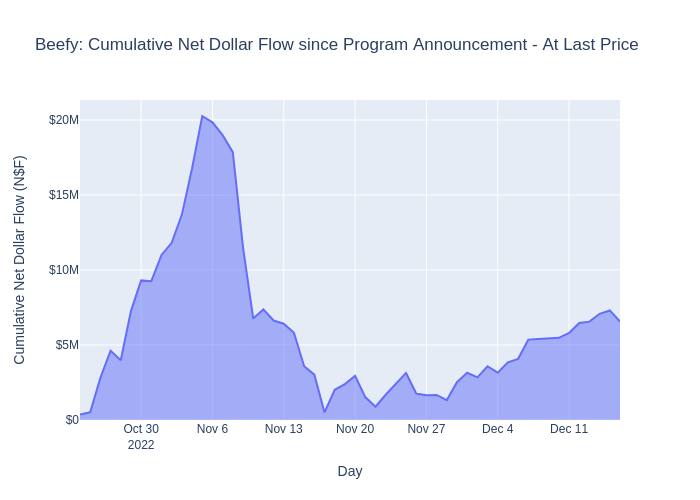 Beefy: Cumulative Net Dollar Flow since Program Announcement - At Last Price
Cumulative Net Dollar Flow (N$F)
$20M
$15M
$10M
$5M
$0
Oct 30
2022
Nov 6
Nov 13
Nov 20
Nov 27
Dec 4
Dec 11
Day